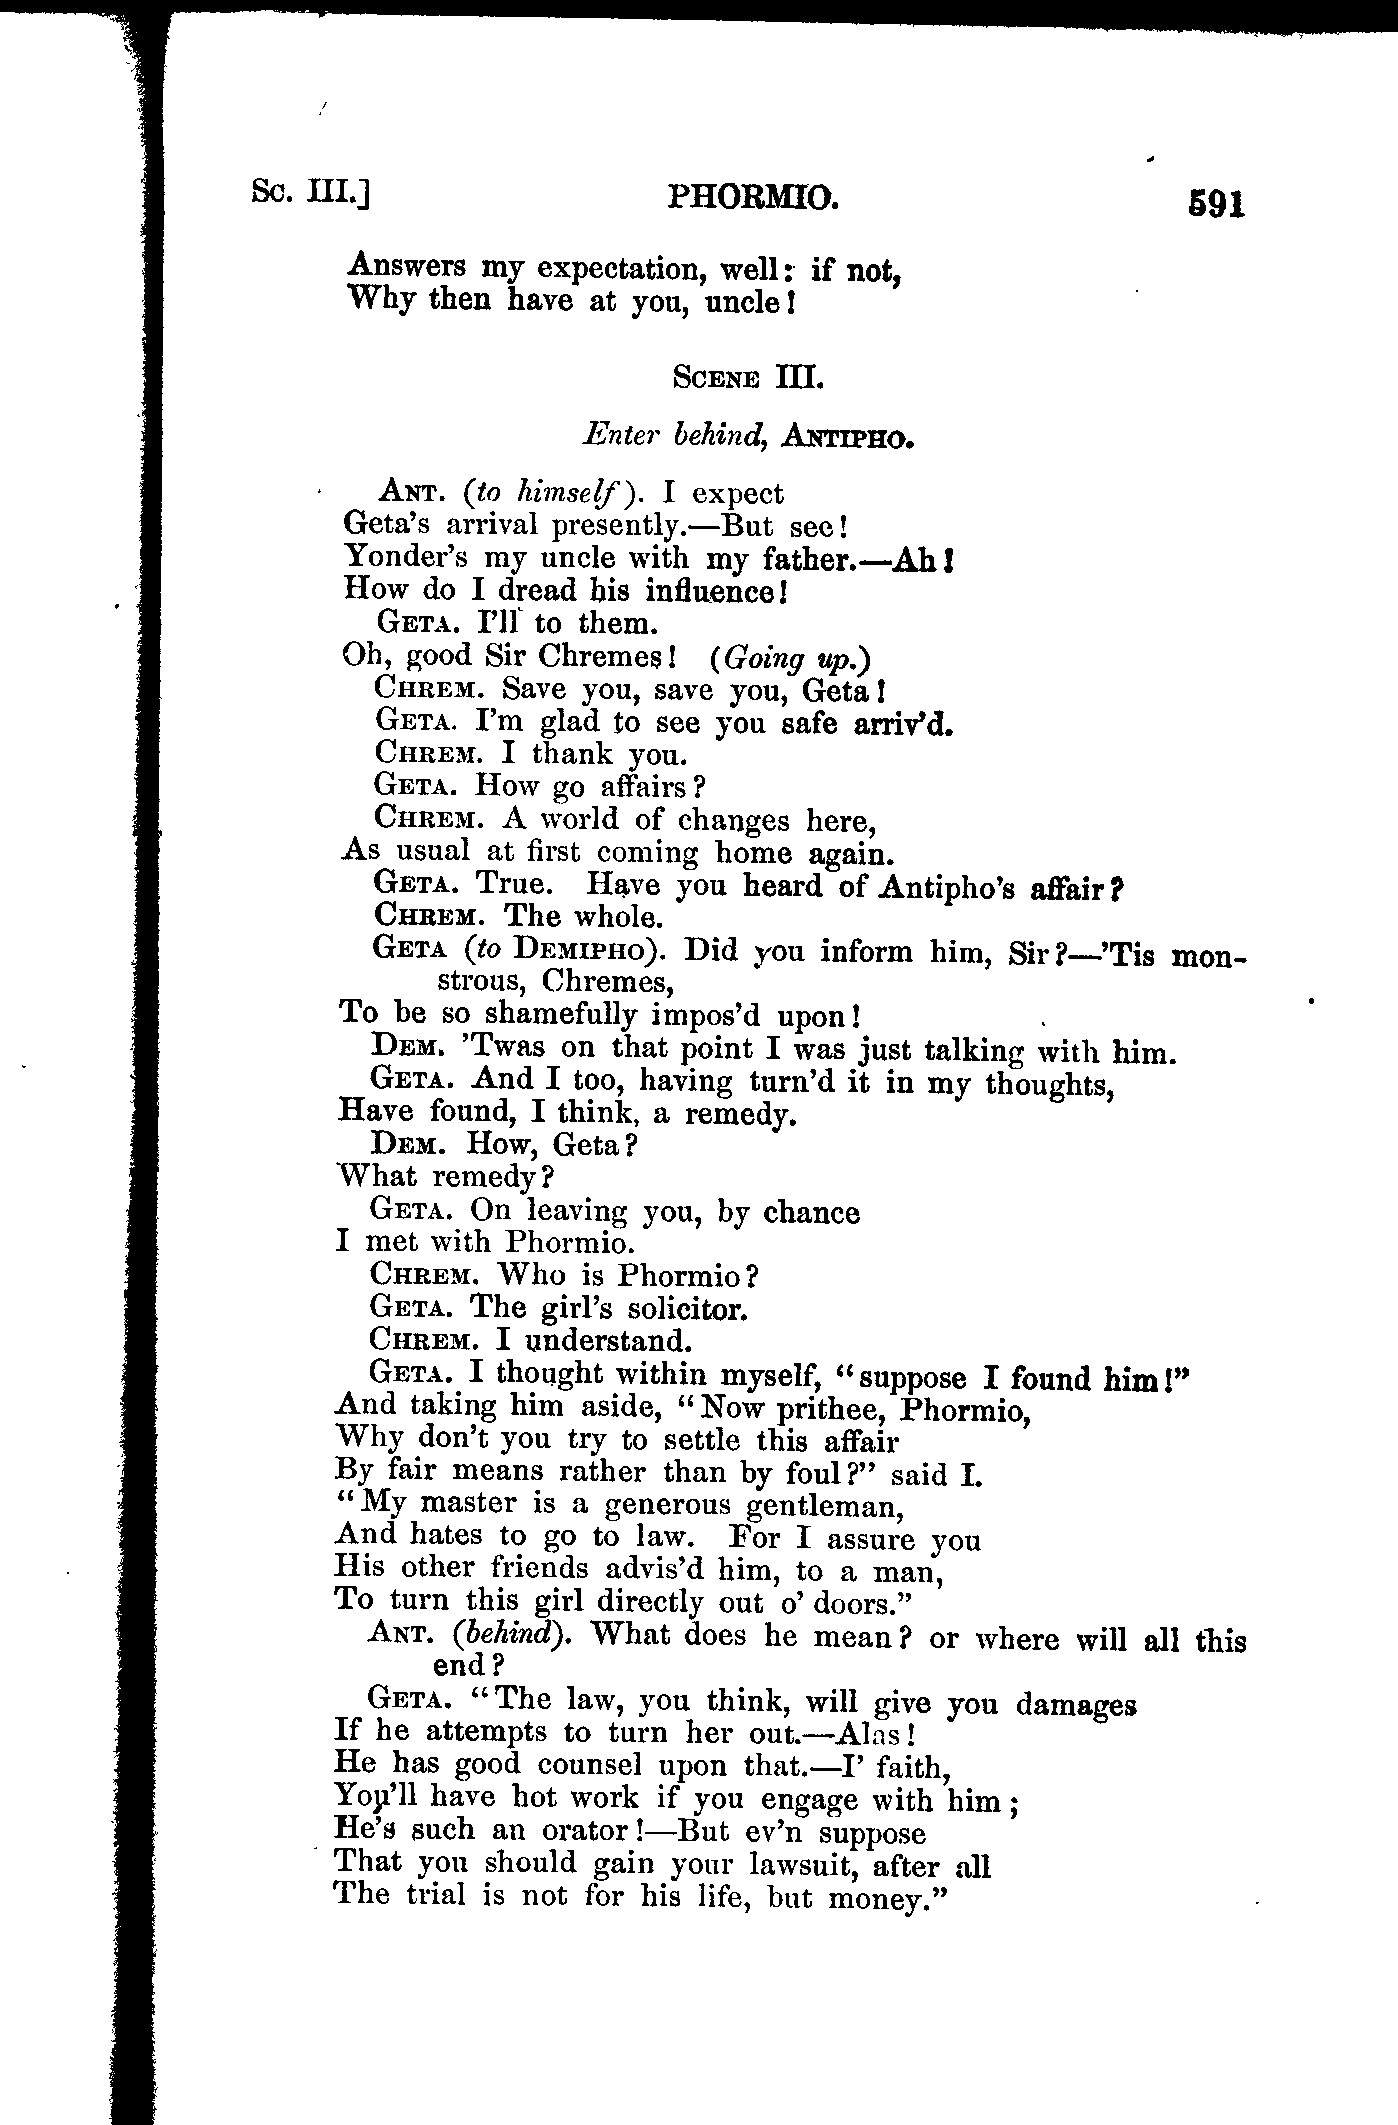 Sc. III.] PHORMIO. 591
Answers my expectation, well: if not,
Why then have at you, uncle!
Scene III.
Enter behind, Antipho.
Ant. (to himself). I expect
Geta's arrival presently.—But see!
Yonder's my uncle with my father.—Ah!
How do I dread his influence!
Geta. I'll to them.
Oh, good Sir Chremes! (Going up.)
Chrem. Save you, save you, Geta!
Geta. I'm glad to see you safe arriv'd.
Chrem. I thank you.
Geta. How go affairs?
Chrem. A world of changes here,
As usual at first coming home again.
Geta. True. Have you heard of Antipho's affair?
Chrem. The whole.
Geta (to Demipho). Did you inform him, Sir?—'Tis mon-
strous, Chremes,
To be so shamefully impos'd upon!
Dem. 'Twas on that point I was just talking with him.
Geta. And I too, having turn'd it in my thoughts,
Have found, I think, a remedy.
Dem. How, Geta?
What remedy?
Geta. On leaving you, by chance
I met with Phormio.
Chrem. Who is Phormio?
Geta. The girl's solicitor.
Chrem. I understand.
Geta. I thought within myself, "suppose I found him!"
And taking him aside, "Now prithee, Phormio,
Why don't you try to settle this affair
By fair means rather than by foul?" said I.
"My master is a generous gentleman,
And hates to go to law. For I assure you
His other friends advis'd him, to a man,
To turn this girl directly out o' doors."
Ant. (behind). What does he mean? or where will all this
end?
Geta. "The law, you think, will give you damages
If he attempts to turn her out.—Alas!
He has good counsel upon that.—I' faith,
You'll have hot work if you engage with him;
He's such an orator!—But ev'n suppose
That you should gain your lawsuit, after all
The trial is not for his life, but money."